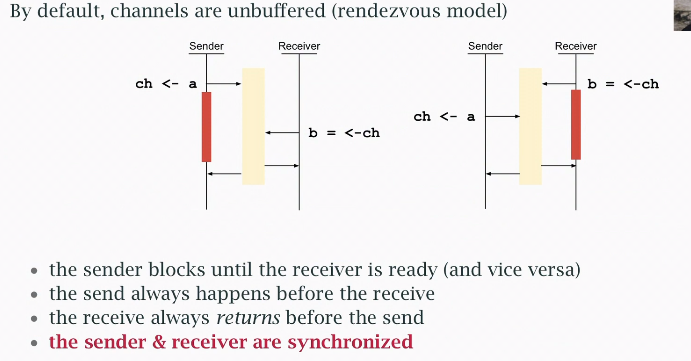 By default, channels are unbuffered (rendezvous model)
Sender Receiver Sender Receiver
ch <- a b = <-ch
ch <- a
b = <-ch
• the sender blocks until the receiver is ready (and vice versa)
• the send always happens before the receive
• the receive always returns before the send
• the sender & receiver are synchronized